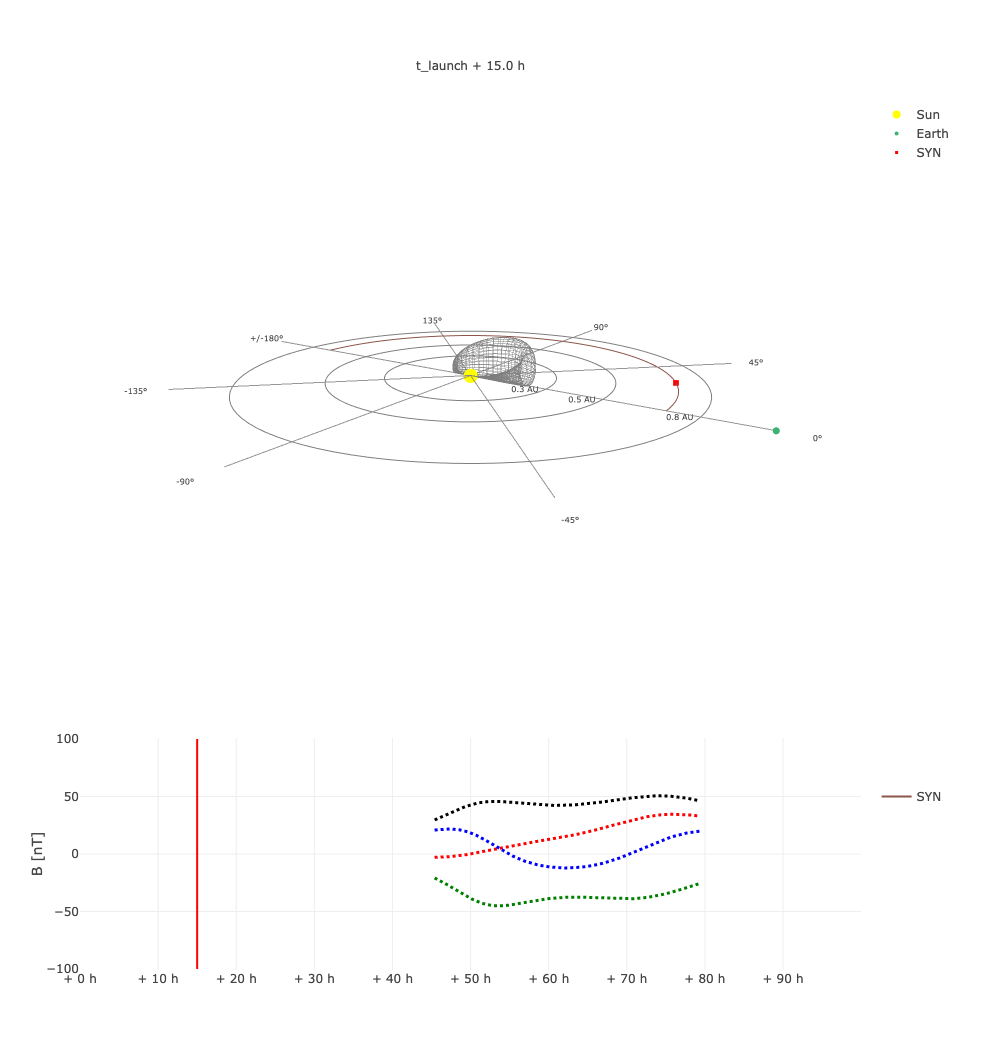 t_launch + 15.0 h
Sun
Earth
SYN
135°
90°
+/-180°
45°
-135°
0.3 AU
0.5 AU
0.8 AU
0°
-90°
-45°
100
50
SYN
0
B [nT]
−50
−100
+ 0 h + 10 h + 20 h + 30 h + 40 h + 50 h + 60 h + 70 h + 80 h + 90 h